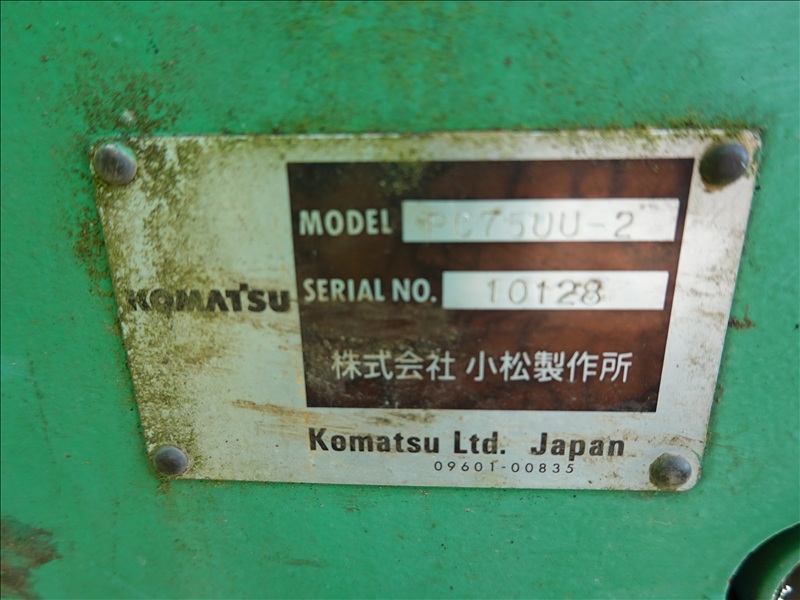 MODEL PC75UU-2
KOMATSU
SERIAL NO. 10128
株式会社 小松製作所
Komatsu Ltd. Japan
09601-00835